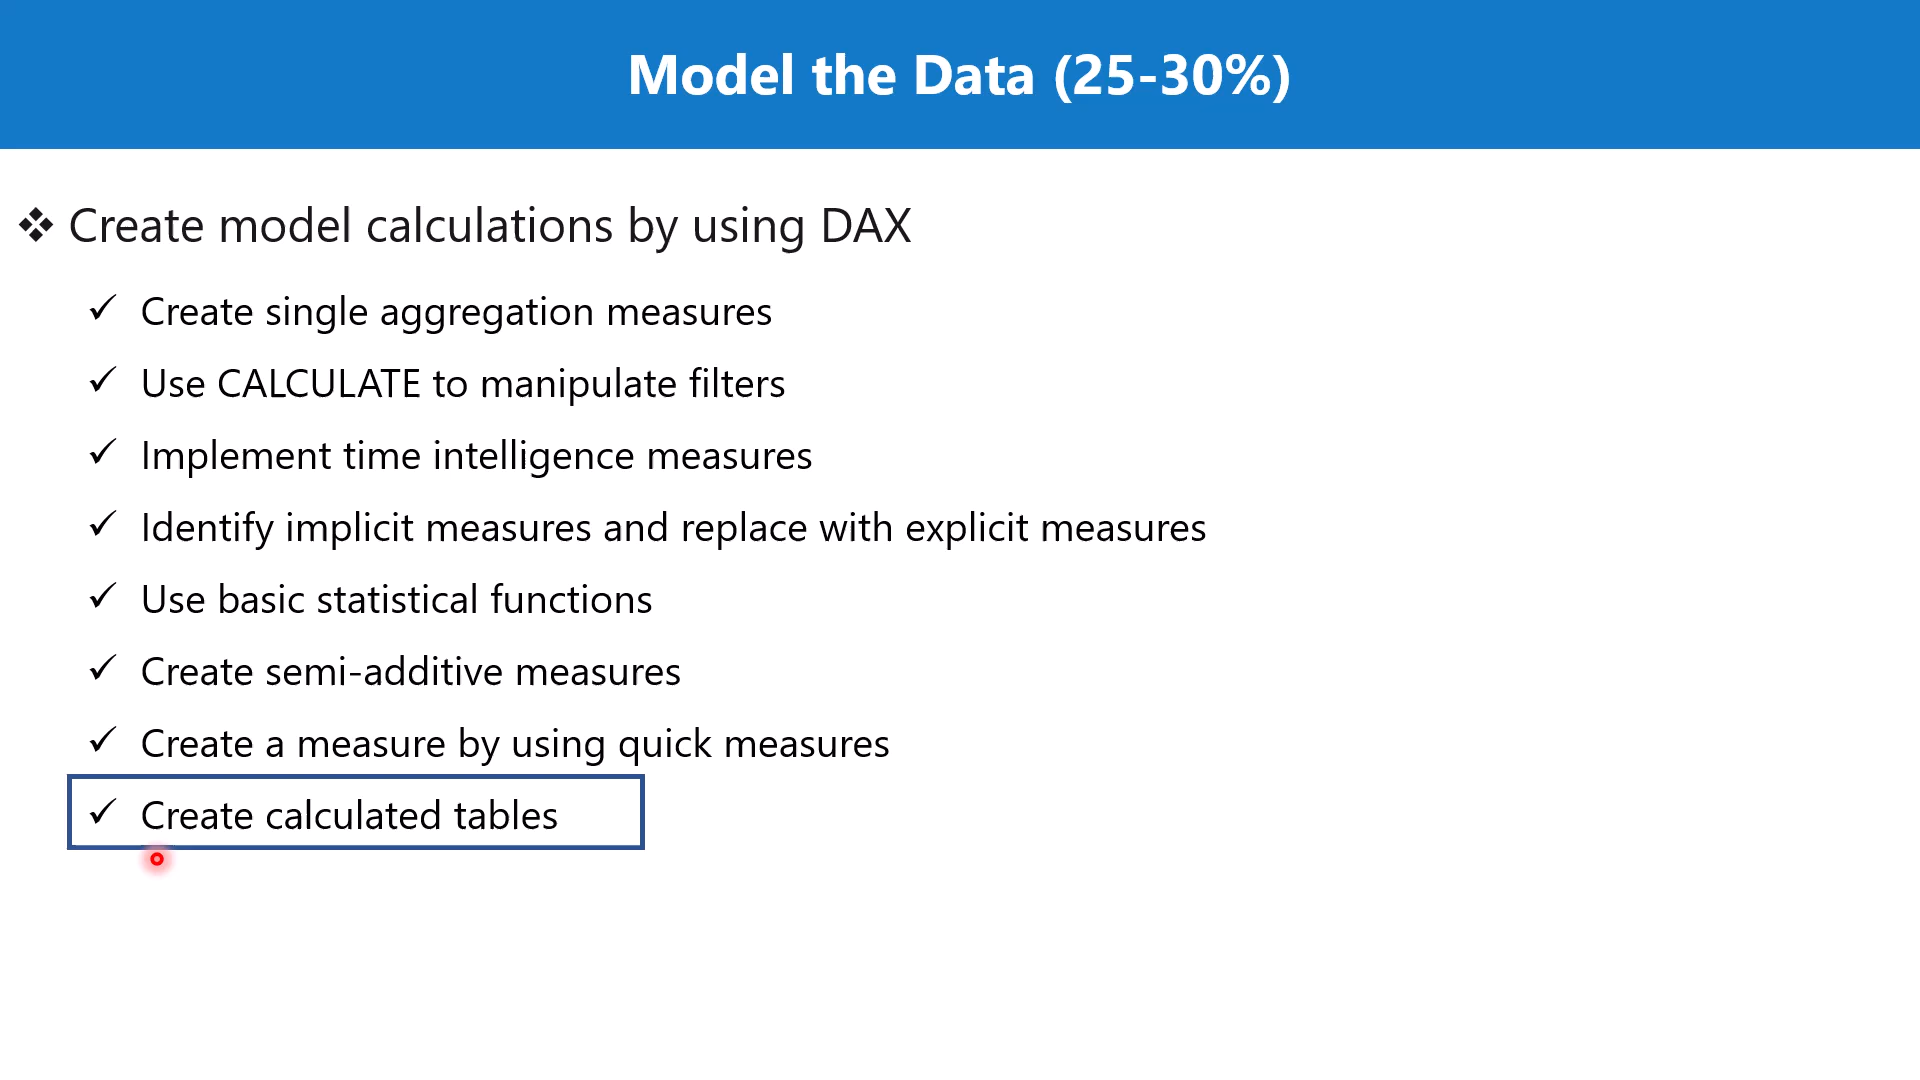 Model the Data (25-30%)
❖ Create model calculations by using DAX
✓ Create single aggregation measures
✓ Use CALCULATE to manipulate filters
✓ Implement time intelligence measures
✓ Identify implicit measures and replace with explicit measures
✓ Use basic statistical functions
✓ Create semi-additive measures
✓ Create a measure by using quick measures
✓ Create calculated tables